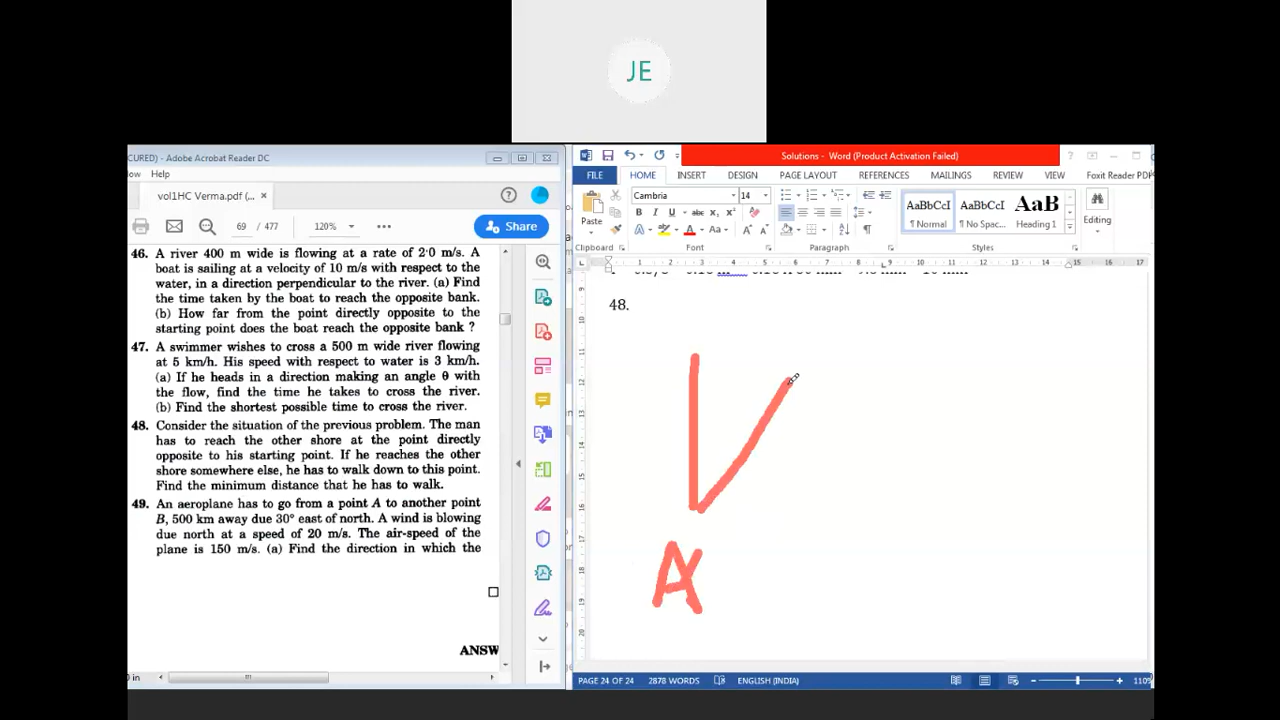 JE
CURED) - Adobe Acrobat Reader DC
ow Help
vol1HC Verma.pdf (... ×
69 / 477 120% Share
46. A river 400 m wide is flowing at a rate of 2·0 m/s. A
boat is sailing at a velocity of 10 m/s with respect to the
water, in a direction perpendicular to the river. (a) Find
the time taken by the boat to reach the opposite bank.
(b) How far from the point directly opposite to the
starting point does the boat reach the opposite bank ?
47. A swimmer wishes to cross a 500 m wide river flowing
at 5 km/h. His speed with respect to water is 3 km/h.
(a) If he heads in a direction making an angle θ with
the flow, find the time he takes to cross the river.
(b) Find the shortest possible time to cross the river.
48. Consider the situation of the previous problem. The man
has to reach the other shore at the point directly
opposite to his starting point. If he reaches the other
shore somewhere else, he has to walk down to this point.
Find the minimum distance that he has to walk.
49. An aeroplane has to go from a point A to another point
B, 500 km away due 30° east of north. A wind is blowing
due north at a speed of 20 m/s. The air-speed of the
plane is 150 m/s. (a) Find the direction in which the
ANSW
0 in
Solutions - Word (Product Activation Failed)
FILE HOME INSERT DESIGN PAGE LAYOUT REFERENCES MAILINGS REVIEW VIEW Foxit Reader PDF
Paste Cambria 14
B I U abc X₂ X² Aa
AaBbCcI AaBbCcI AaB
¶ Normal ¶ No Spac... Heading 1 Editing
Clipboard Font Paragraph Styles
48.
A
PAGE 24 OF 24 2878 WORDS ENGLISH (INDIA) 110%